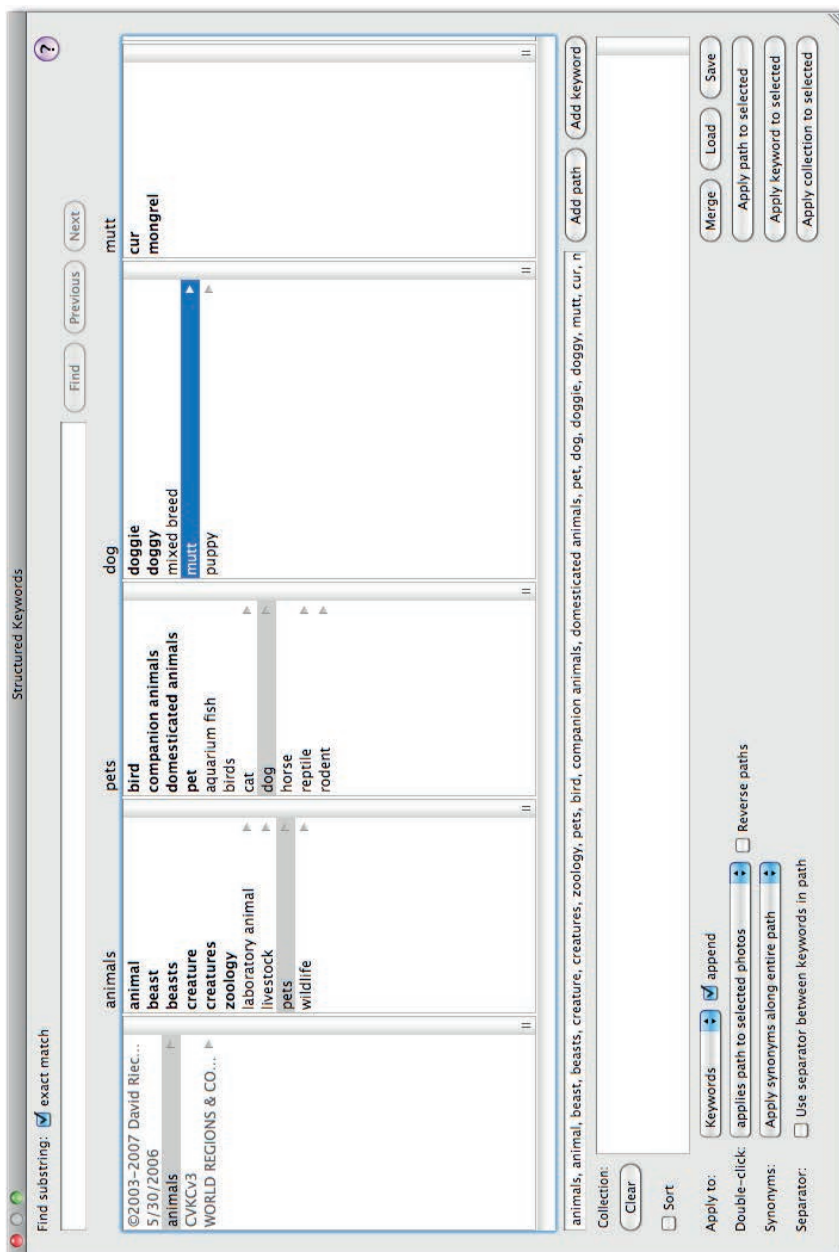 Structured Keywords
Find substring: exact match
?
Find Previous Next
animals pets dog mutt
©2003-2007 David Riec...
5/30/2006
animals
CVKCv3
WORLD REGIONS & CO...
animal
beast
beasts
creature
creatures
zoology
laboratory animal
livestock
pets
wildlife
bird
companion animals
domesticated animals
pet
aquarium fish
birds
cat
dog
horse
reptile
rodent
doggie
doggy
mixed breed
mutt
puppy
cur
mongrel
animals, animal, beast, beasts, creature, creatures, zoology, pets, bird, companion animals, domesticated animals, pet, dog, doggie, doggy, mutt, cur, n
Add path Add keyword
Collection:
Clear
Sort
Apply to: Keywords append
Double-click: applies path to selected photos Reverse paths
Synonyms: Apply synonyms along entire path
Separator: Use separator between keywords in path
Merge Load Save
Apply path to selected
Apply keyword to selected
Apply collection to selected